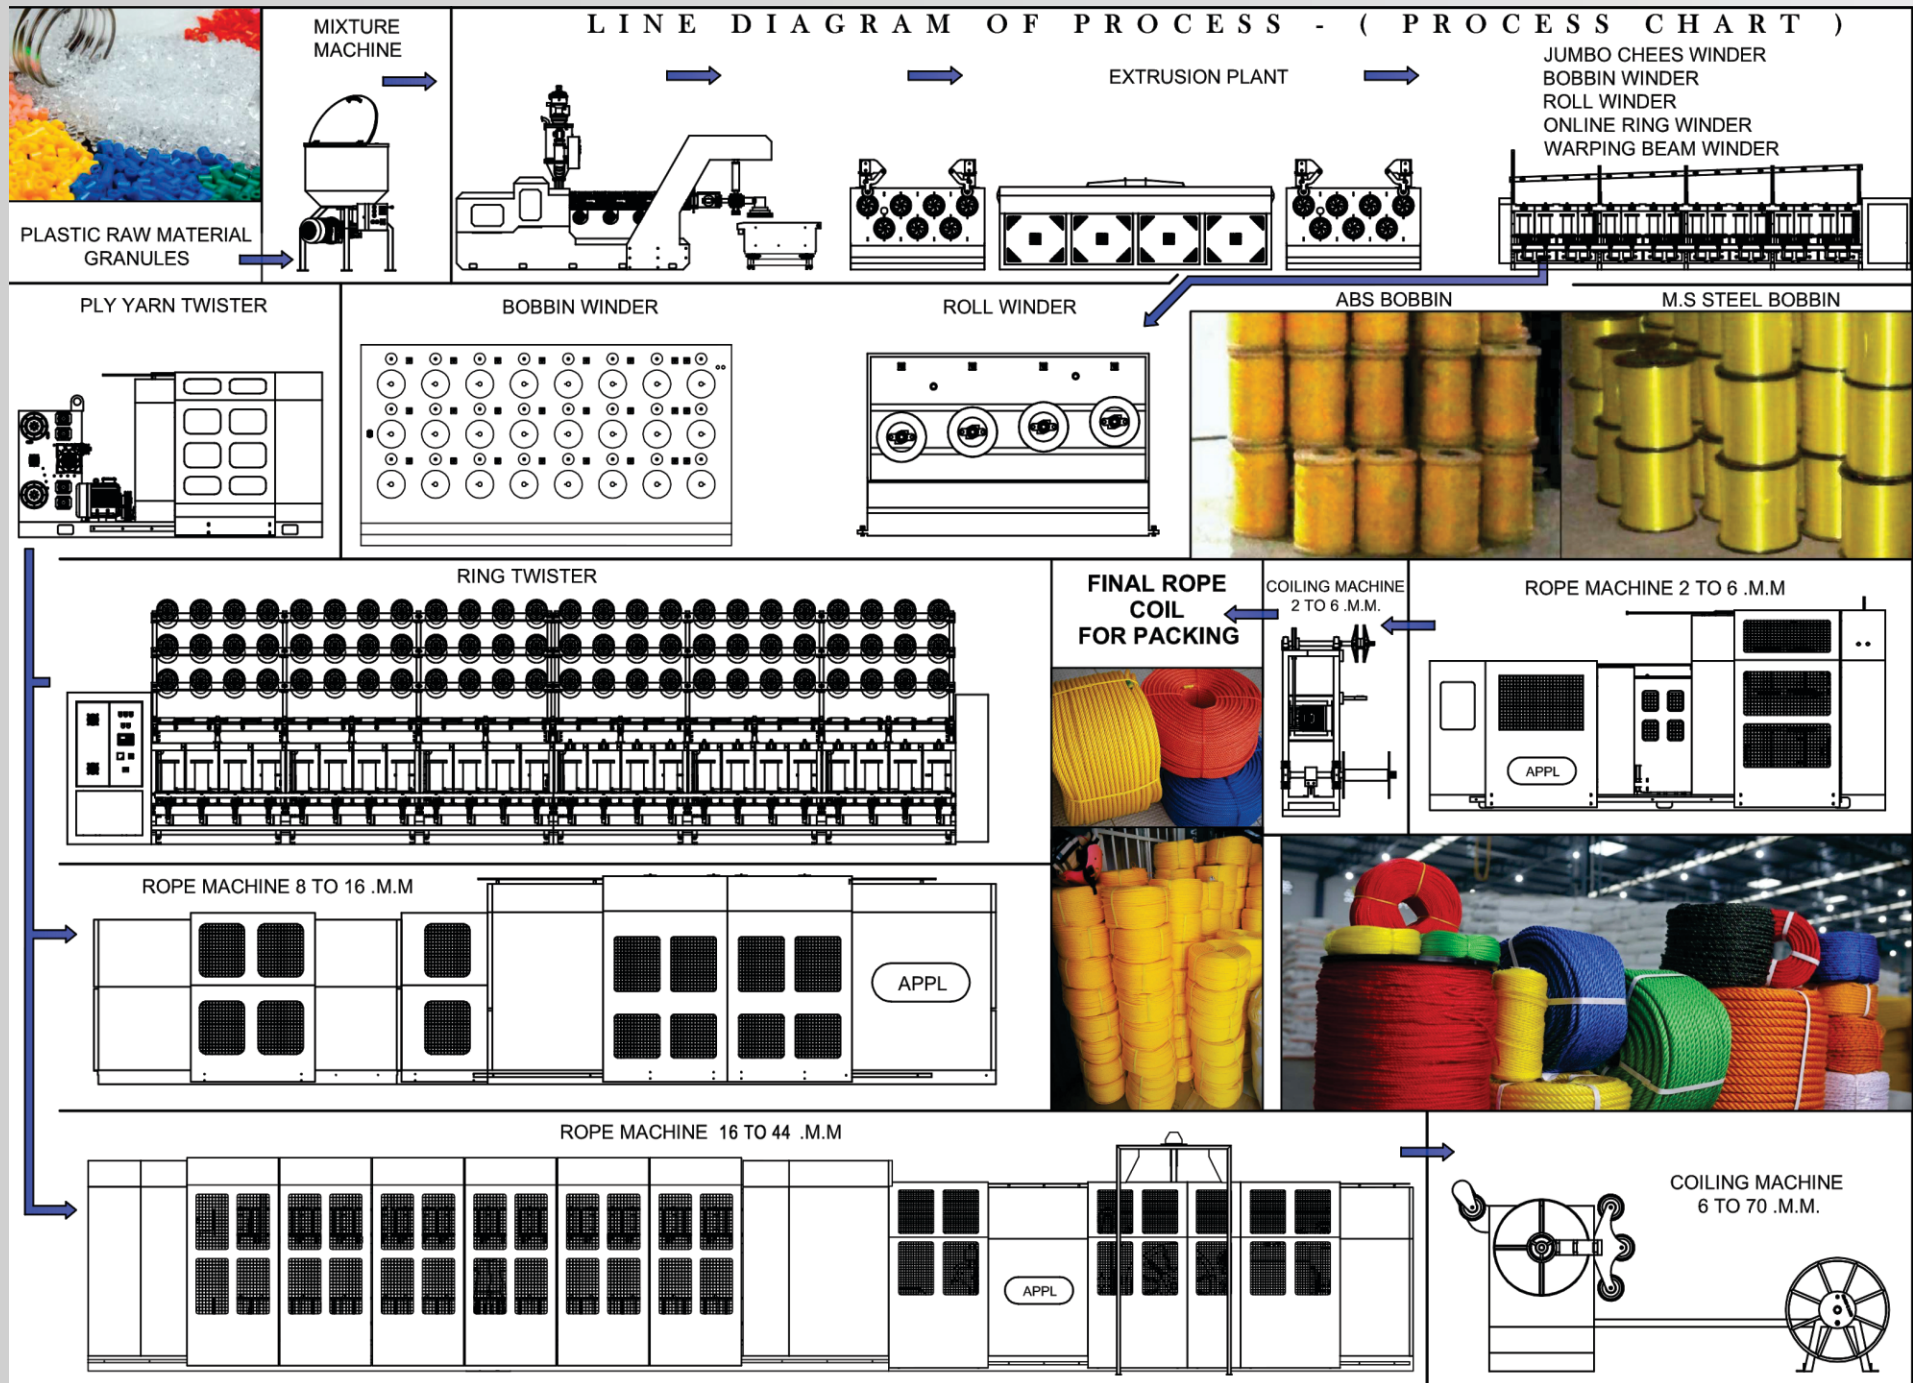 LINE DIAGRAM OF PROCESS - ( PROCESS CHART )
MIXTURE
MACHINE
EXTRUSION PLANT
JUMBO CHEES WINDER
BOBBIN WINDER
ROLL WINDER
ONLINE RING WINDER
WARPING BEAM WINDER
PLASTIC RAW MATERIAL
GRANULES
PLY YARN TWISTER
BOBBIN WINDER
ROLL WINDER
ABS BOBBIN
M.S STEEL BOBBIN
RING TWISTER
FINAL ROPE
COIL
FOR PACKING
COILING MACHINE
2 TO 6 .M.M.
ROPE MACHINE 2 TO 6 .M.M
APPL
ROPE MACHINE 8 TO 16 .M.M
APPL
ROPE MACHINE 16 TO 44 .M.M
APPL
COILING MACHINE
6 TO 70 .M.M.